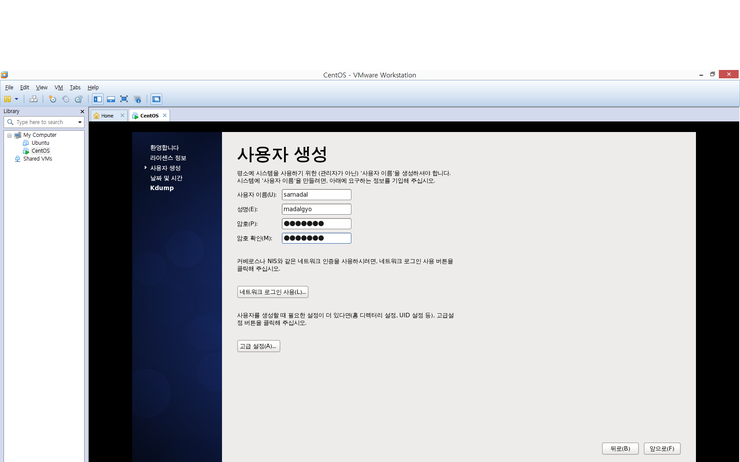 CentOS - VMware Workstation
File Edit View VM Tabs Help
Library
Type here to search
My Computer
Ubuntu
CentOS
Shared VMs
Home
CentOS
환영합니다
라이센스 정보
사용자 생성
날짜 및 시간
Kdump
사용자 생성
평소에 시스템을 사용하기 위한 (관리자가 아닌) '사용자 이름'을 생성하셔야 합니다.
시스템에 '사용자 이름'을 만들려면, 아래에 요구하는 정보를 기입해 주십시오.
사용자 이름(U): samadal
성명(E): madalgyo
암호(P): ●●●●●●●
암호 확인(M): ●●●●●●●
커베로스나 NIS와 같은 네트워크 인증을 사용하시려면, 네트워크 로그인 사용 버튼을
클릭해 주십시오.
네트워크 로그인 사용(L)...
사용자를 생성할 때 필요한 설정이 더 있다면(홈 디렉터리 설정, UID 설정 등), 고급설
정 버튼을 클릭해 주십시오.
고급 설정(A)...
뒤로(B) 앞으로(F)